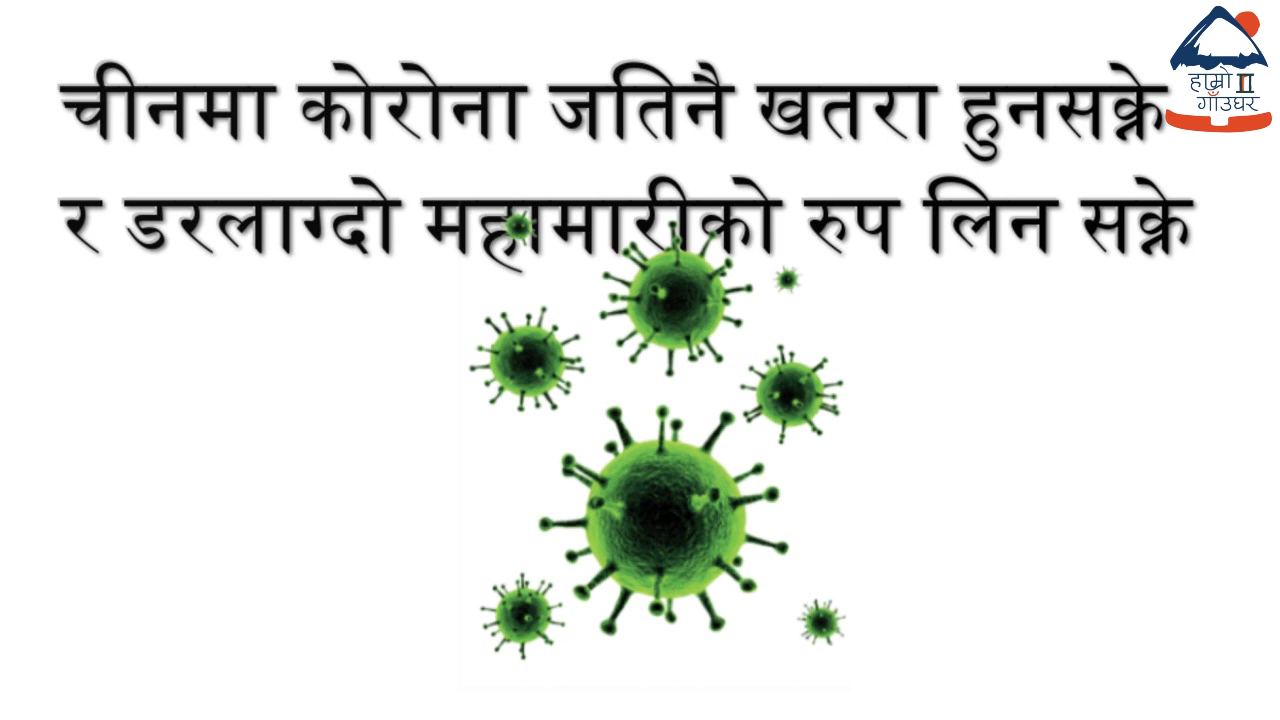 चीनमा कोरोना जतिनै खतरा हुनसक्ने
र डरलाग्दो महामारीको रुप लिन सक्ने
हाम्रो
गाँउघर